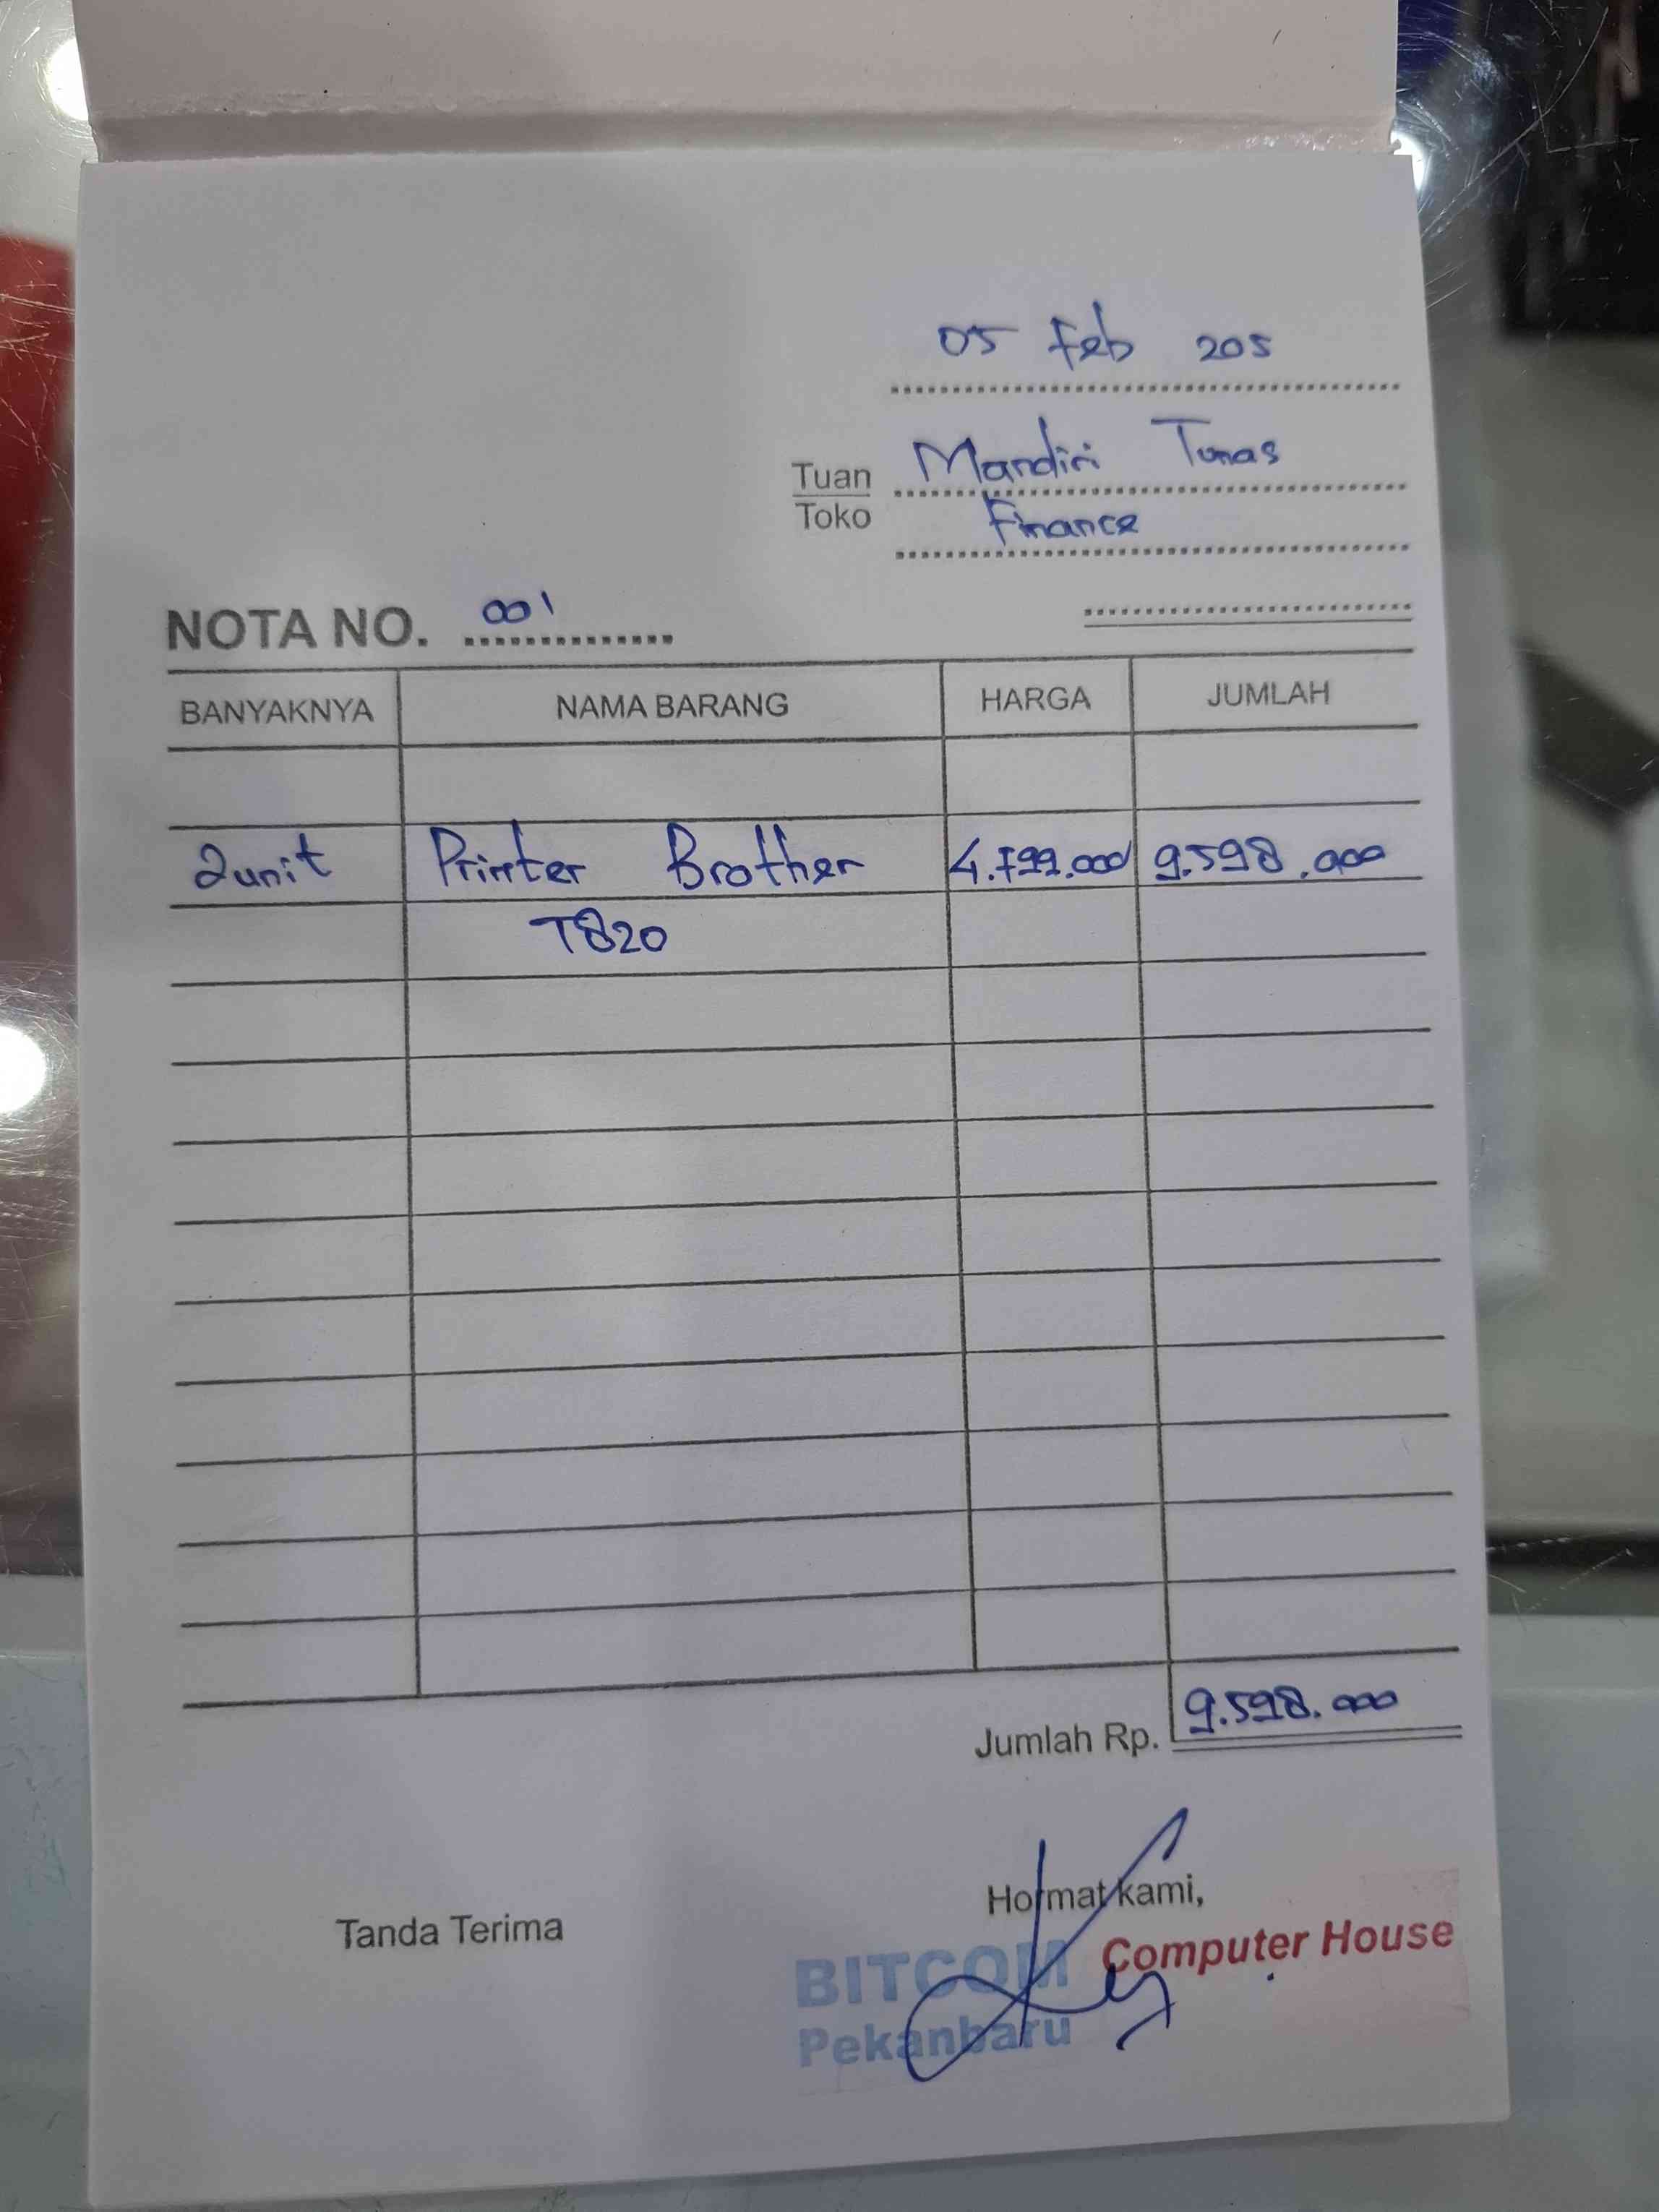 05 Feb 205
Tuan Mandiri Tunas
Toko Finance
NOTA NO. 001
BANYAKNYA NAMA BARANG HARGA JUMLAH
2unit Printer Brother 4.799.000 9.598.000
T820
Jumlah Rp. 9.598.000
Tanda Terima Hormat kami,
BITCOM Computer House
Pekanbaru